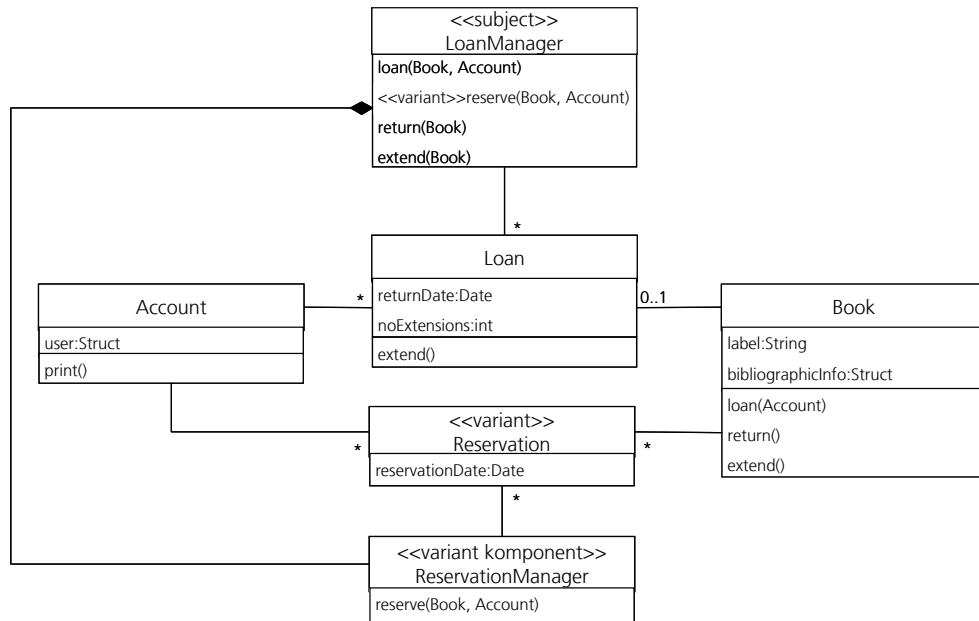 <<subject>>
LoanManager
loan(Book, Account)
<<variant>>reserve(Book, Account)
return(Book)
extend(Book)
*
Loan
returnDate:Date
noExtensions:int
extend()
*
0..1
Account
user:Struct
print()
Book
label:String
bibliographicInfo:Struct
loan(Account)
return()
extend()
<<variant>>
Reservation
reservationDate:Date
*
*
*
<<variant komponent>>
ReservationManager
reserve(Book, Account)